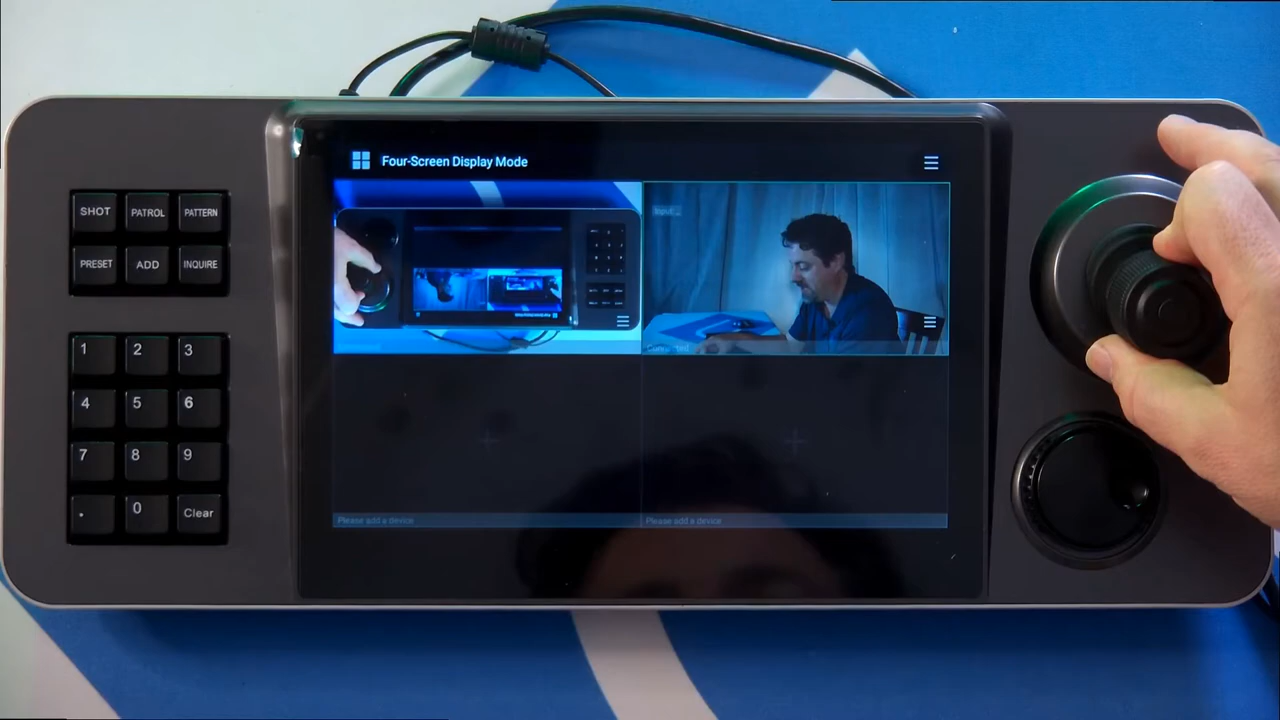 Four-Screen Display Mode
SHOT PATROL PATTERN
PRESET ADD INQUIRE
1 2 3
4 5 6
7 8 9
. 0 Clear
Input
Please add a device
Please add a device